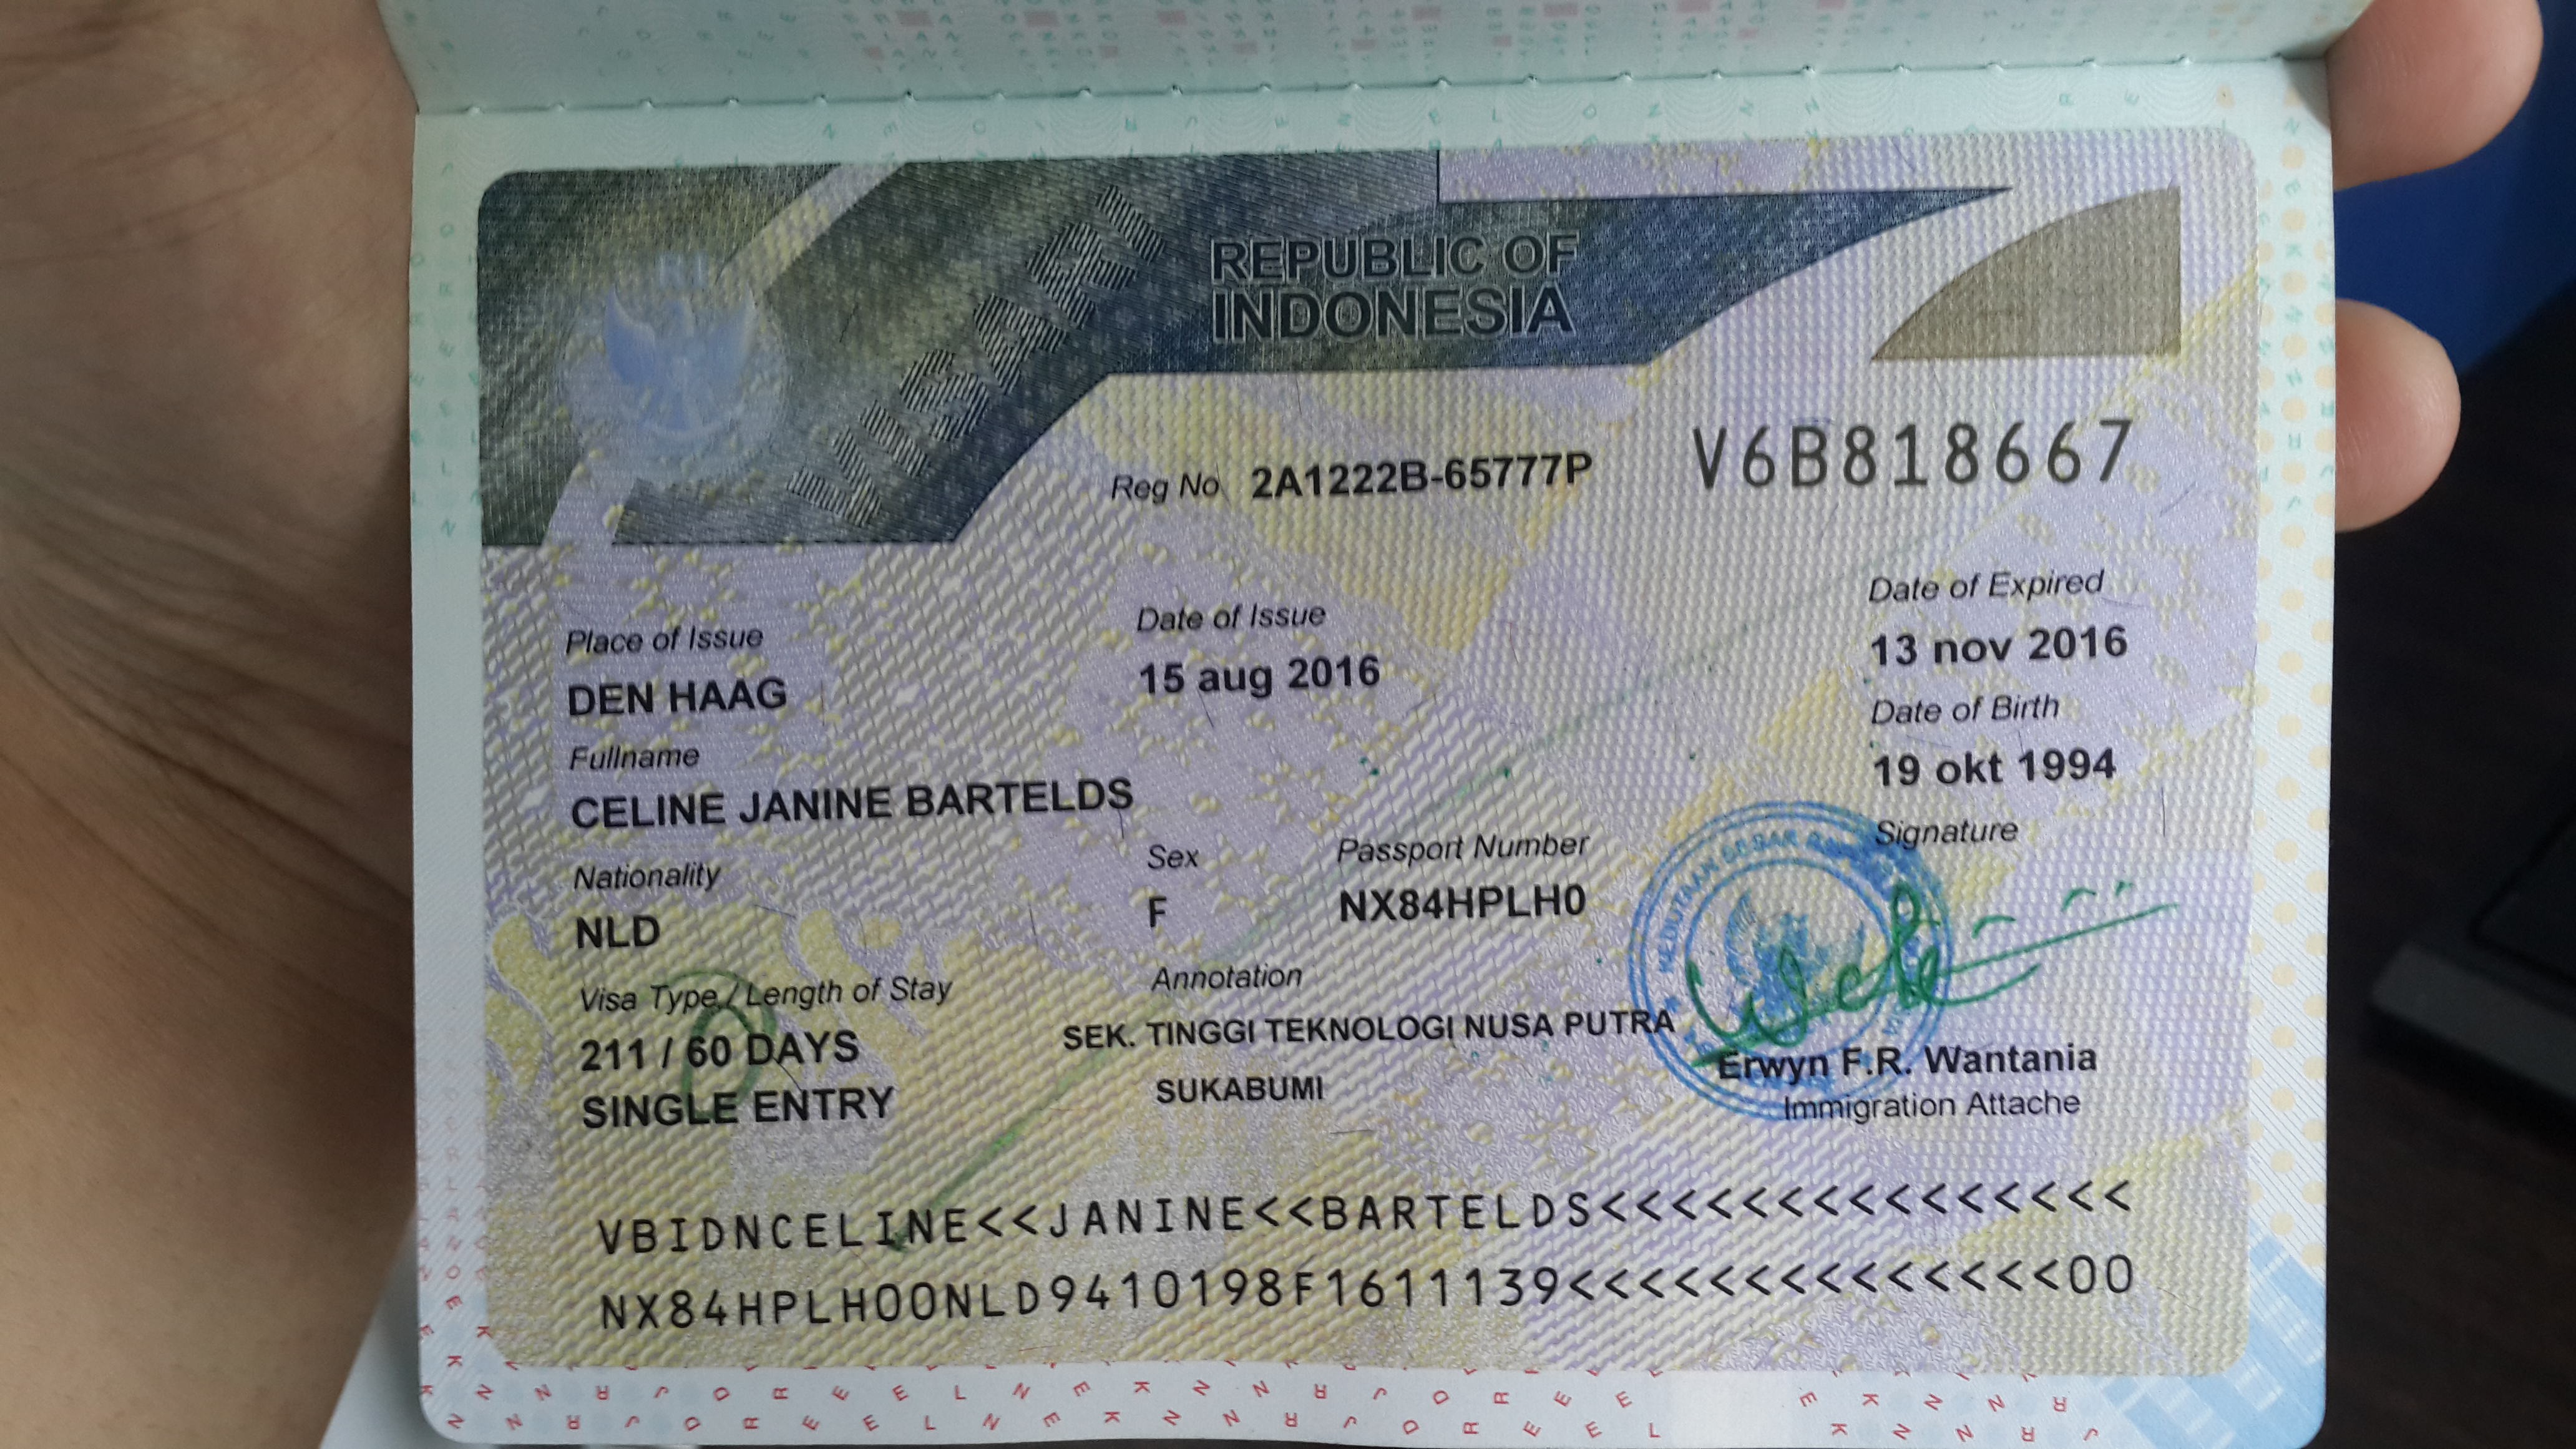 RI
VISA RI
REPUBLIC OF
INDONESIA
Reg No 2A1222B-65777P
V6B818667
Place of Issue
DEN HAAG
Date of Issue
15 aug 2016
Date of Expired
13 nov 2016
Date of Birth
19 okt 1994
Fullname
CELINE JANINE BARTELDS
Signature
Nationality
NLD
Sex
F
Passport Number
NX84HPLH0
Visa Type / Length of Stay
211 / 60 DAYS
SINGLE ENTRY
Annotation
SEK. TINGGI TEKNOLOGI NUSA PUTRA
SUKABUMI
KEDUTAAN BESAR
Erwyn F.R. Wantania
Immigration Attache
VBIDNCELINE<<JANINE<<BARTELDS<<<<<<<<<<<<<<<
NX84HPLH00NLD9410198F1611139<<<<<<<<<<<<<<00